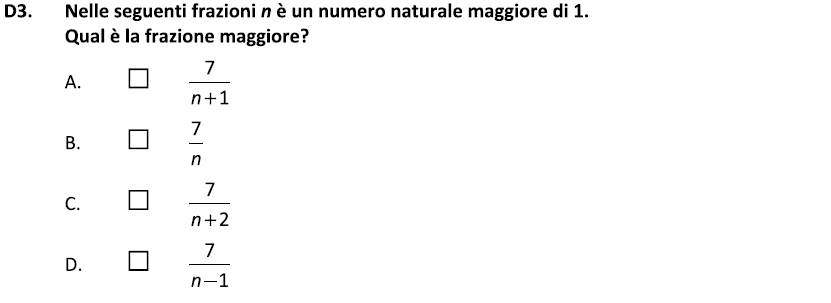 D3. Nelle seguenti frazioni n è un numero naturale maggiore di 1.
Qual è la frazione maggiore?
A. □ 7/(n+1)
B. □ 7/n
C. □ 7/(n+2)
D. □ 7/(n−1)